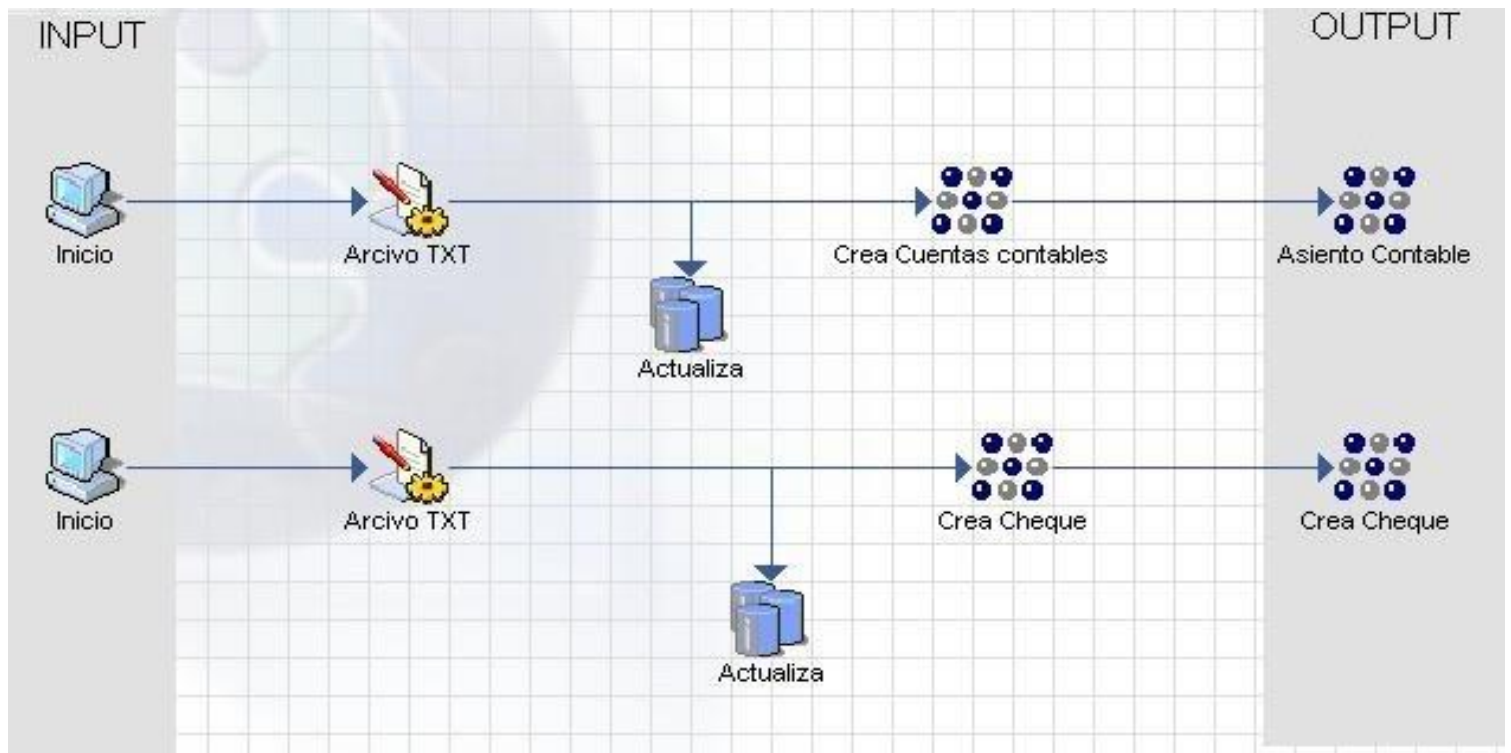 INPUT
OUTPUT
Inicio
Arcivo TXT
Crea Cuentas contables
Asiento Contable
Actualiza
Inicio
Arcivo TXT
Crea Cheque
Crea Cheque
Actualiza